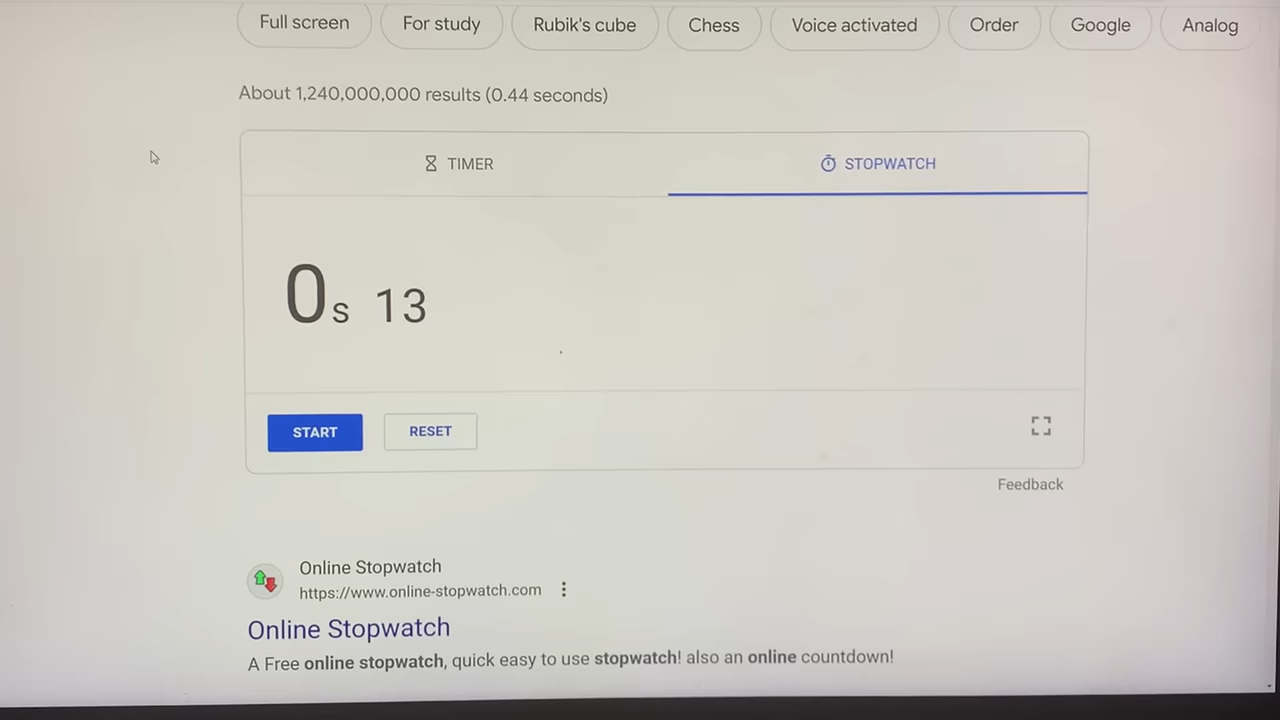 Full screen For study Rubik's cube Chess Voice activated Order Google Analog
About 1,240,000,000 results (0.44 seconds)
TIMER STOPWATCH
0s 13
START RESET
Feedback
Online Stopwatch
https://www.online-stopwatch.com
Online Stopwatch
A Free online stopwatch, quick easy to use stopwatch! also an online countdown!